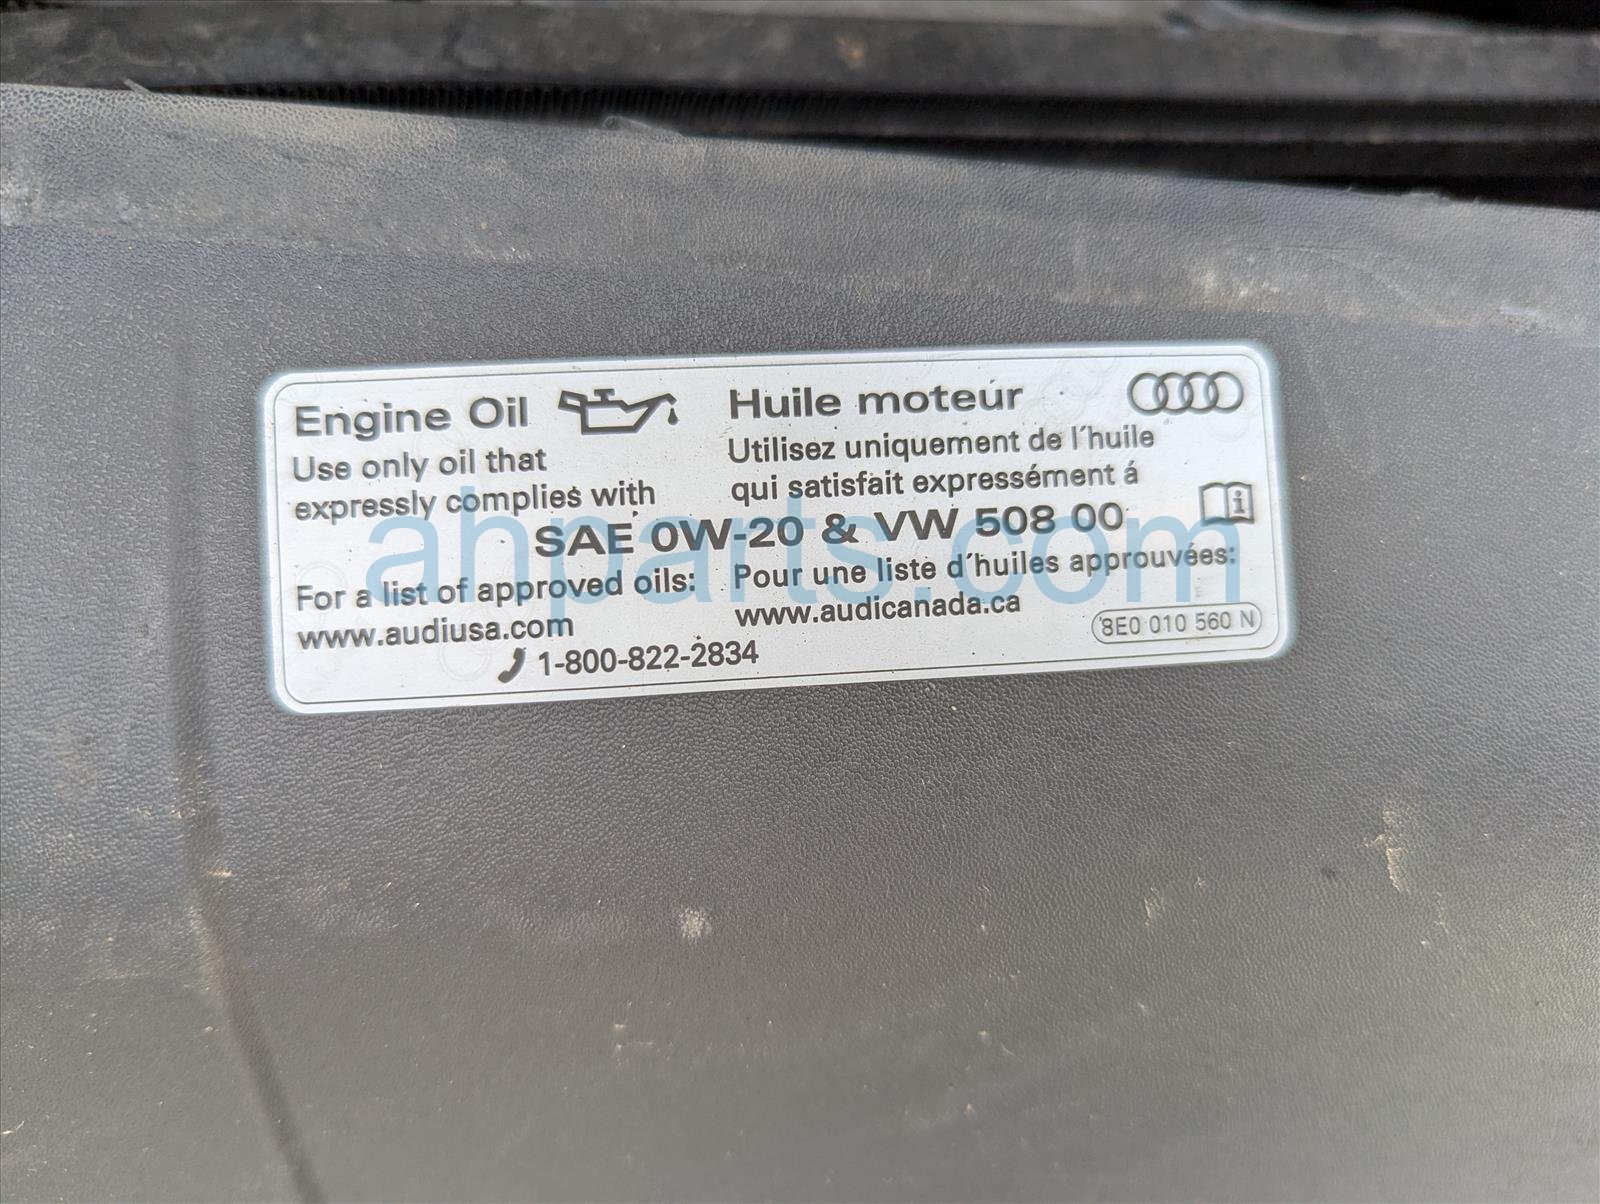 Engine Oil
Use only oil that
expressly complies with
Huile moteur
Utilisez uniquement de l'huile
qui satisfait expressément á
SAE 0W-20 & VW 508 00
For a list of approved oils:
www.audiusa.com
Pour une liste d'huiles approuvées:
www.audicanada.ca
1-800-822-2834
8E0 010 560 N
ahparts.com